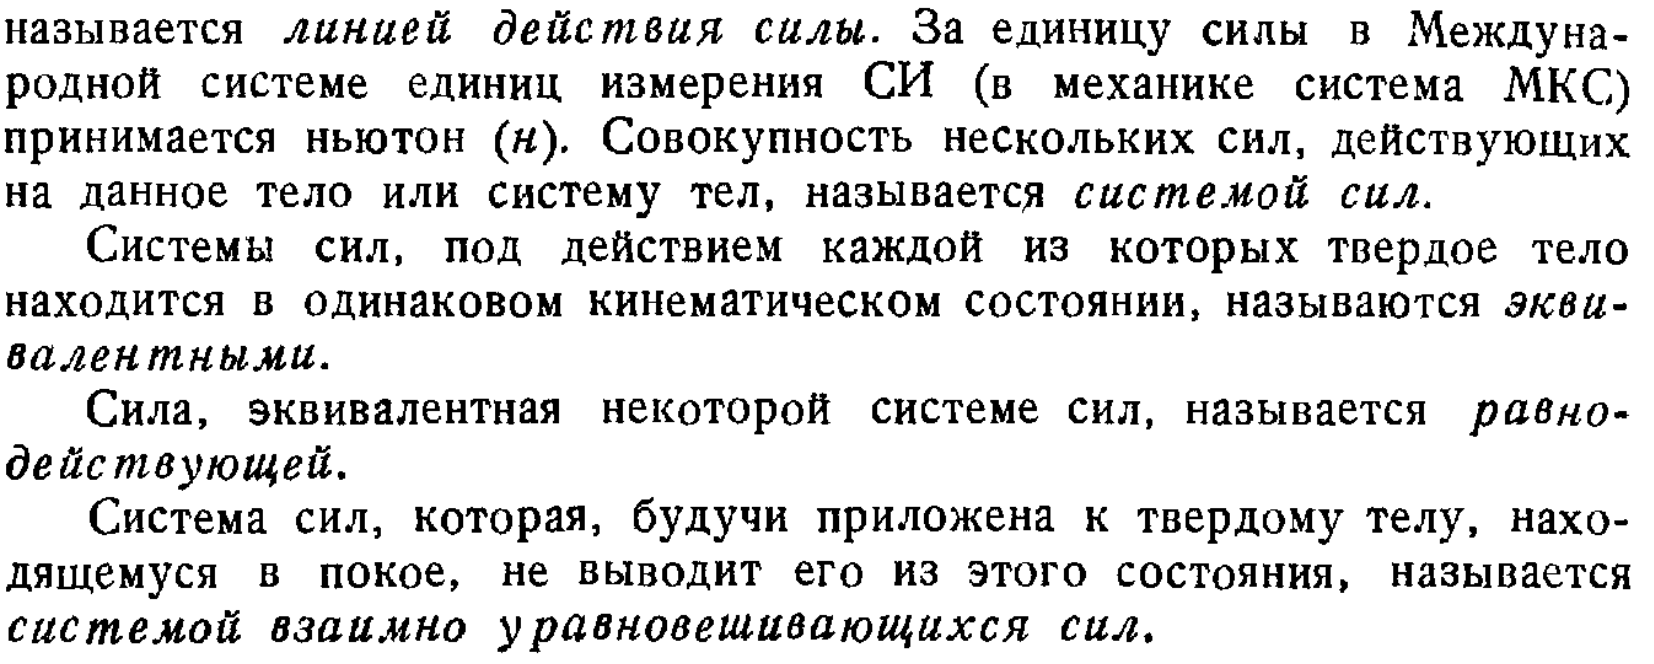 называется линией действия силы. За единицу силы в Междуна-
родной системе единиц измерения СИ (в механике система МКС)
принимается ньютон (н). Совокупность нескольких сил, действующих
на данное тело или систему тел, называется системой сил.
Системы сил, под действием каждой из которых твердое тело
находится в одинаковом кинематическом состоянии, называются экви-
валентными.
Сила, эквивалентная некоторой системе сил, называется равно-
действующей.
Система сил, которая, будучи приложена к твердому телу, нахо-
дящемуся в покое, не выводит его из этого состояния, называется
системой взаимно уравновешивающихся сил.